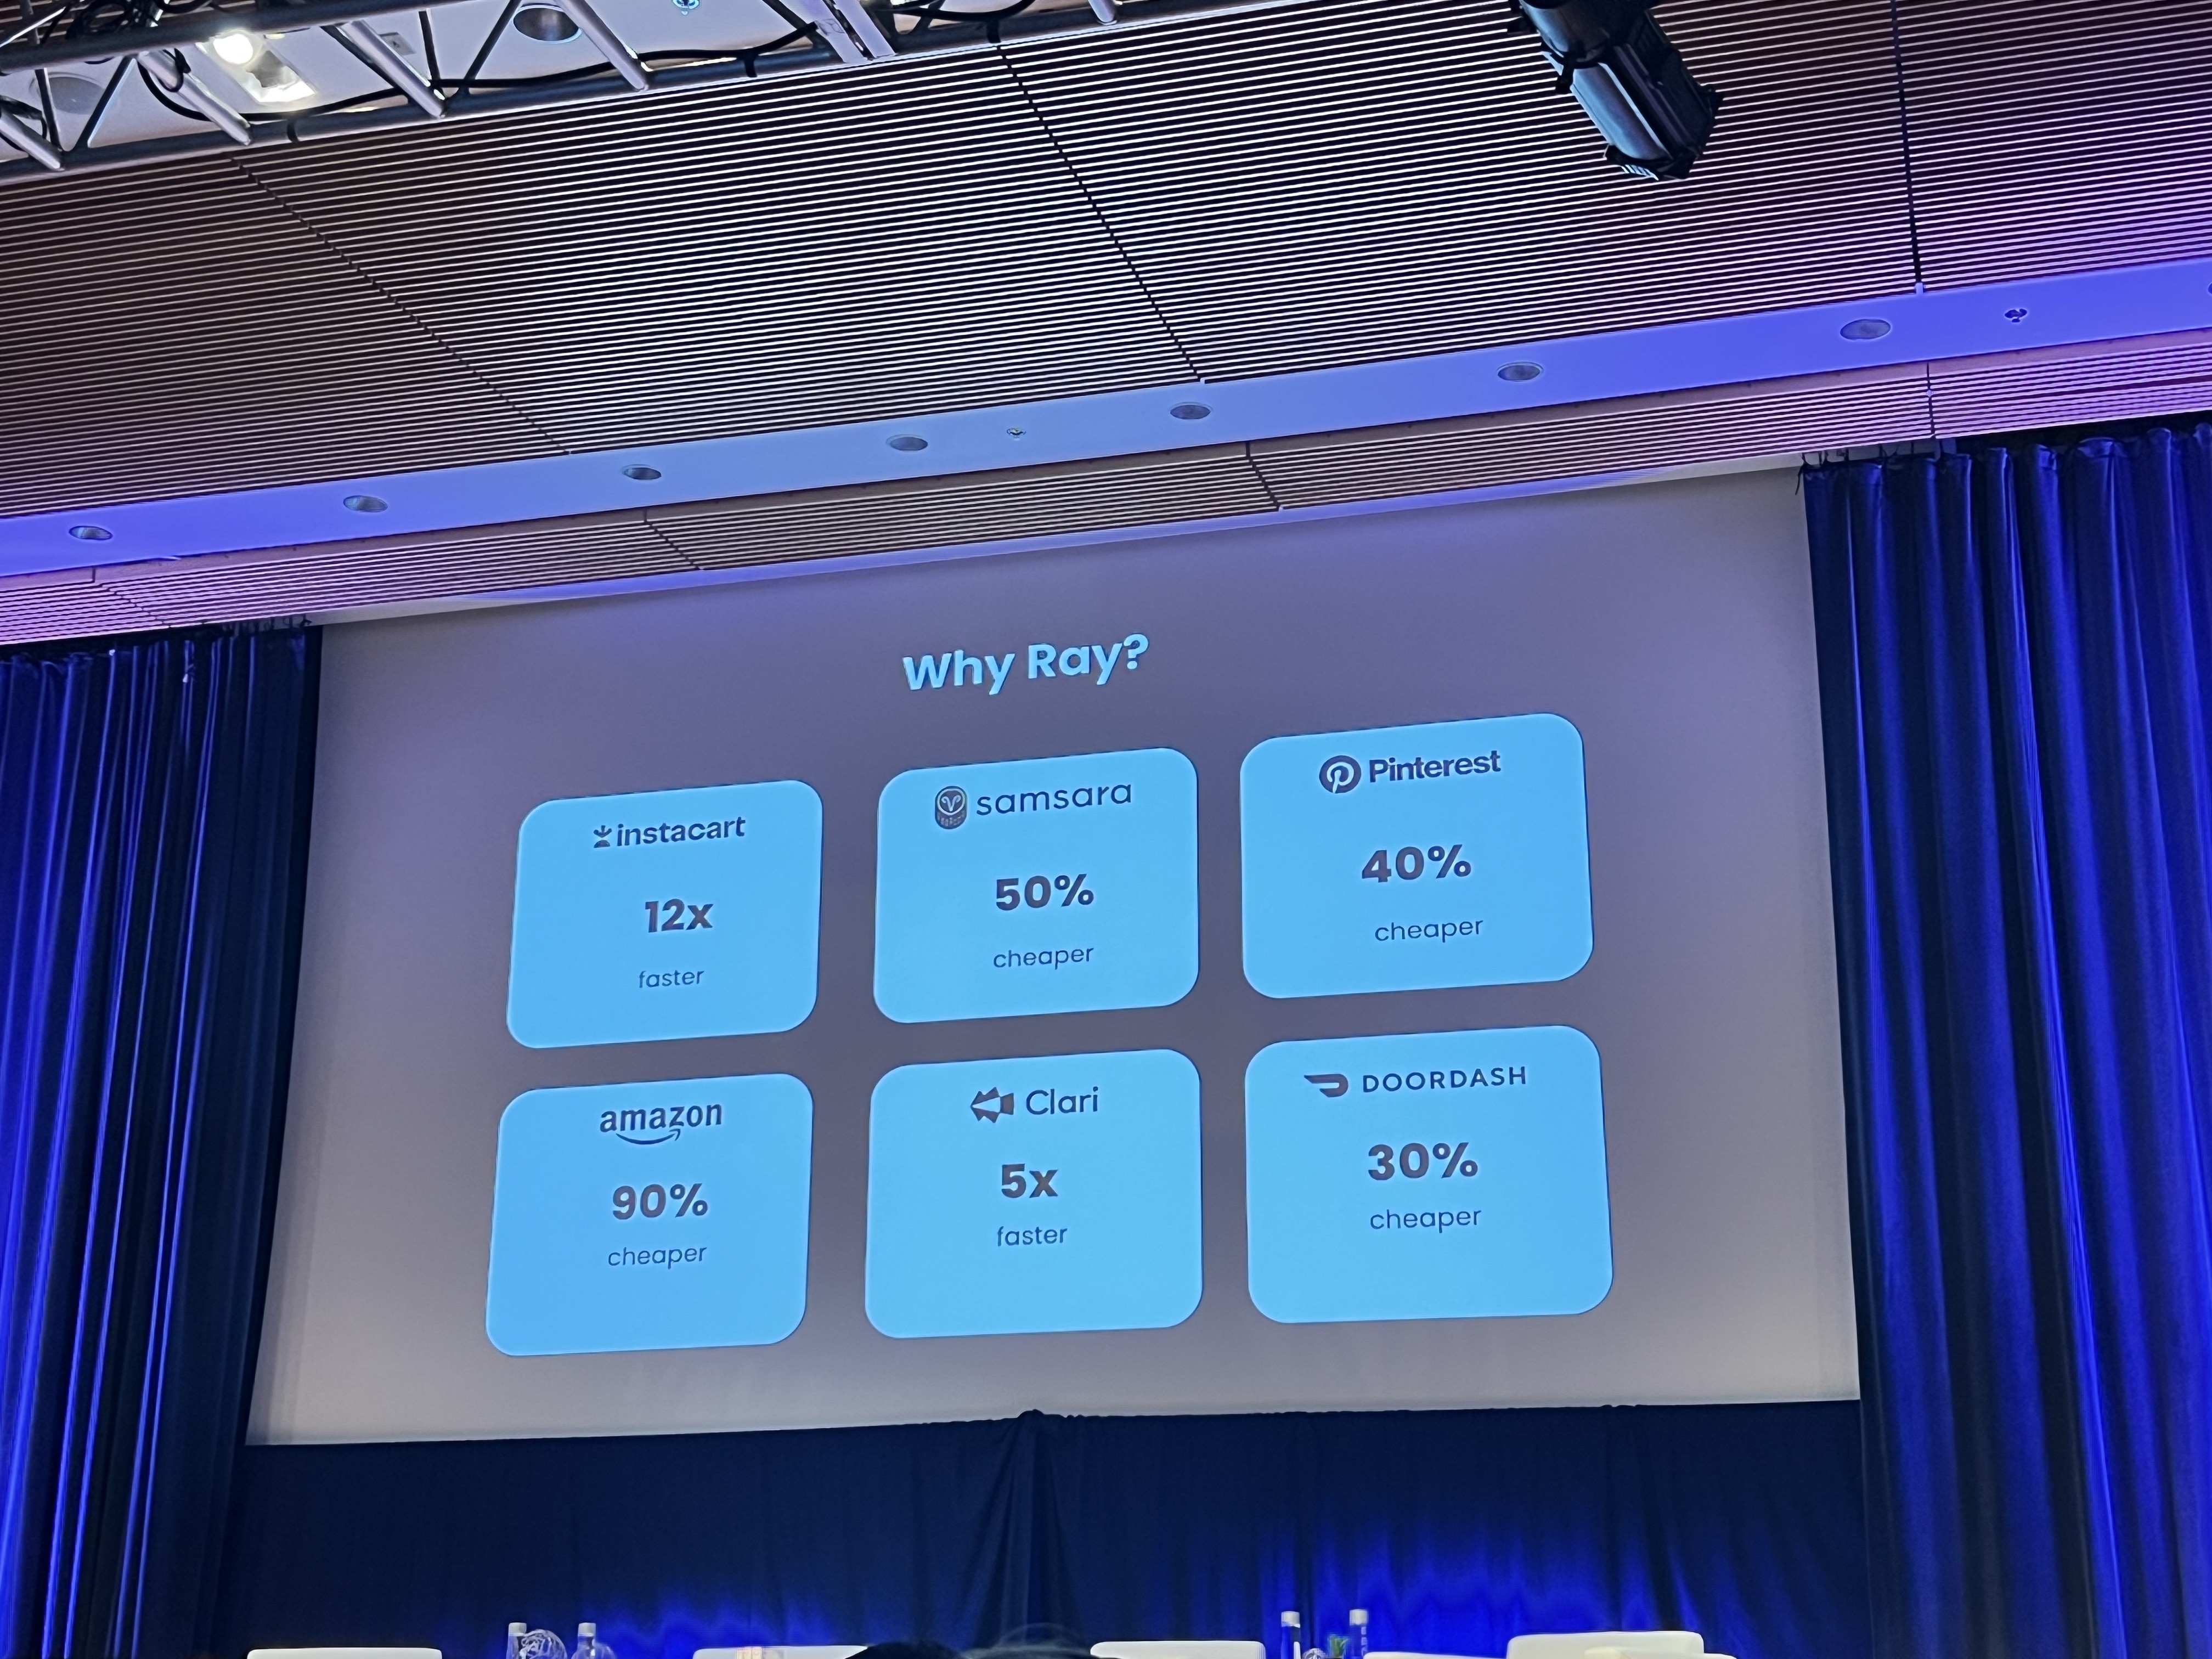 Why Ray?
instacart
12x
faster
samsara
50%
cheaper
Pinterest
40%
cheaper
amazon
90%
cheaper
Clari
5x
faster
DOORDASH
30%
cheaper